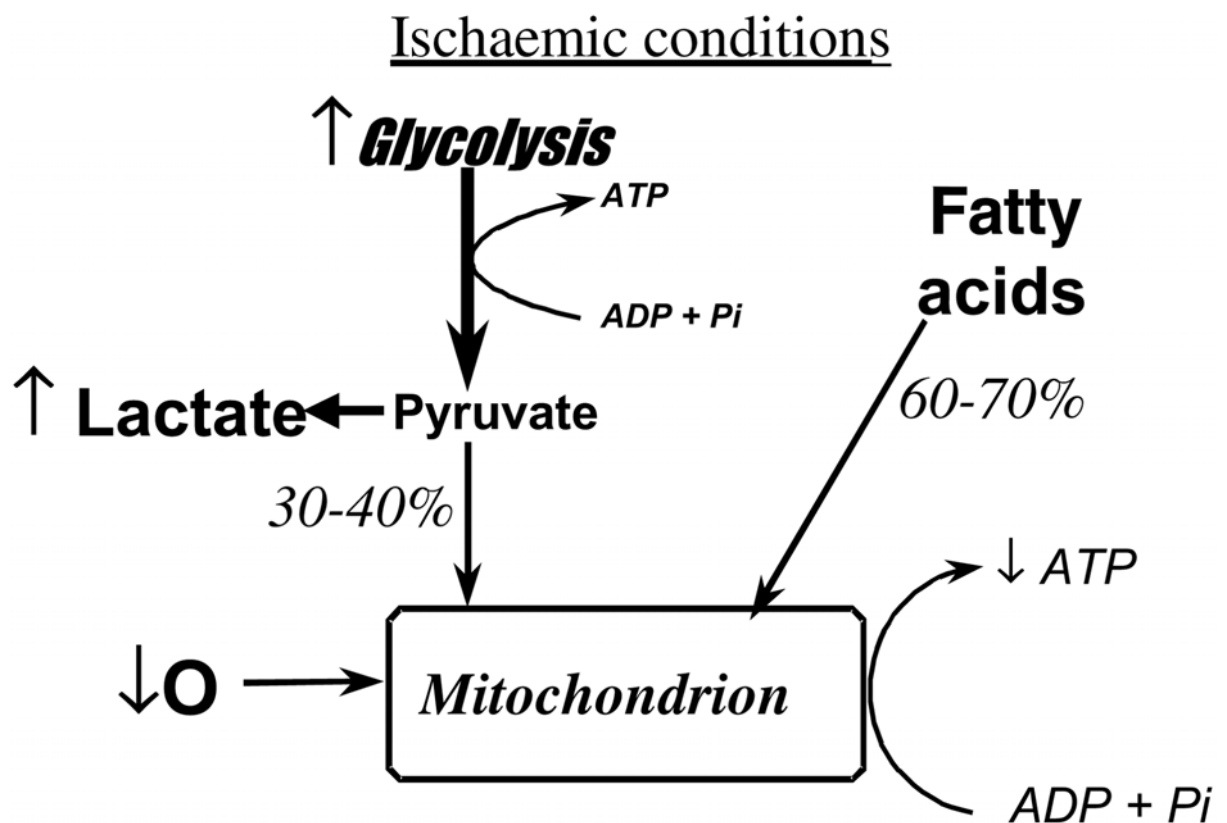 Ischaemic conditions
↑ Glycolysis
ATP
ADP + Pi
Fatty
acids
↑ Lactate
Pyruvate
60-70%
30-40%
↓ ATP
↓O
Mitochondrion
ADP + Pi